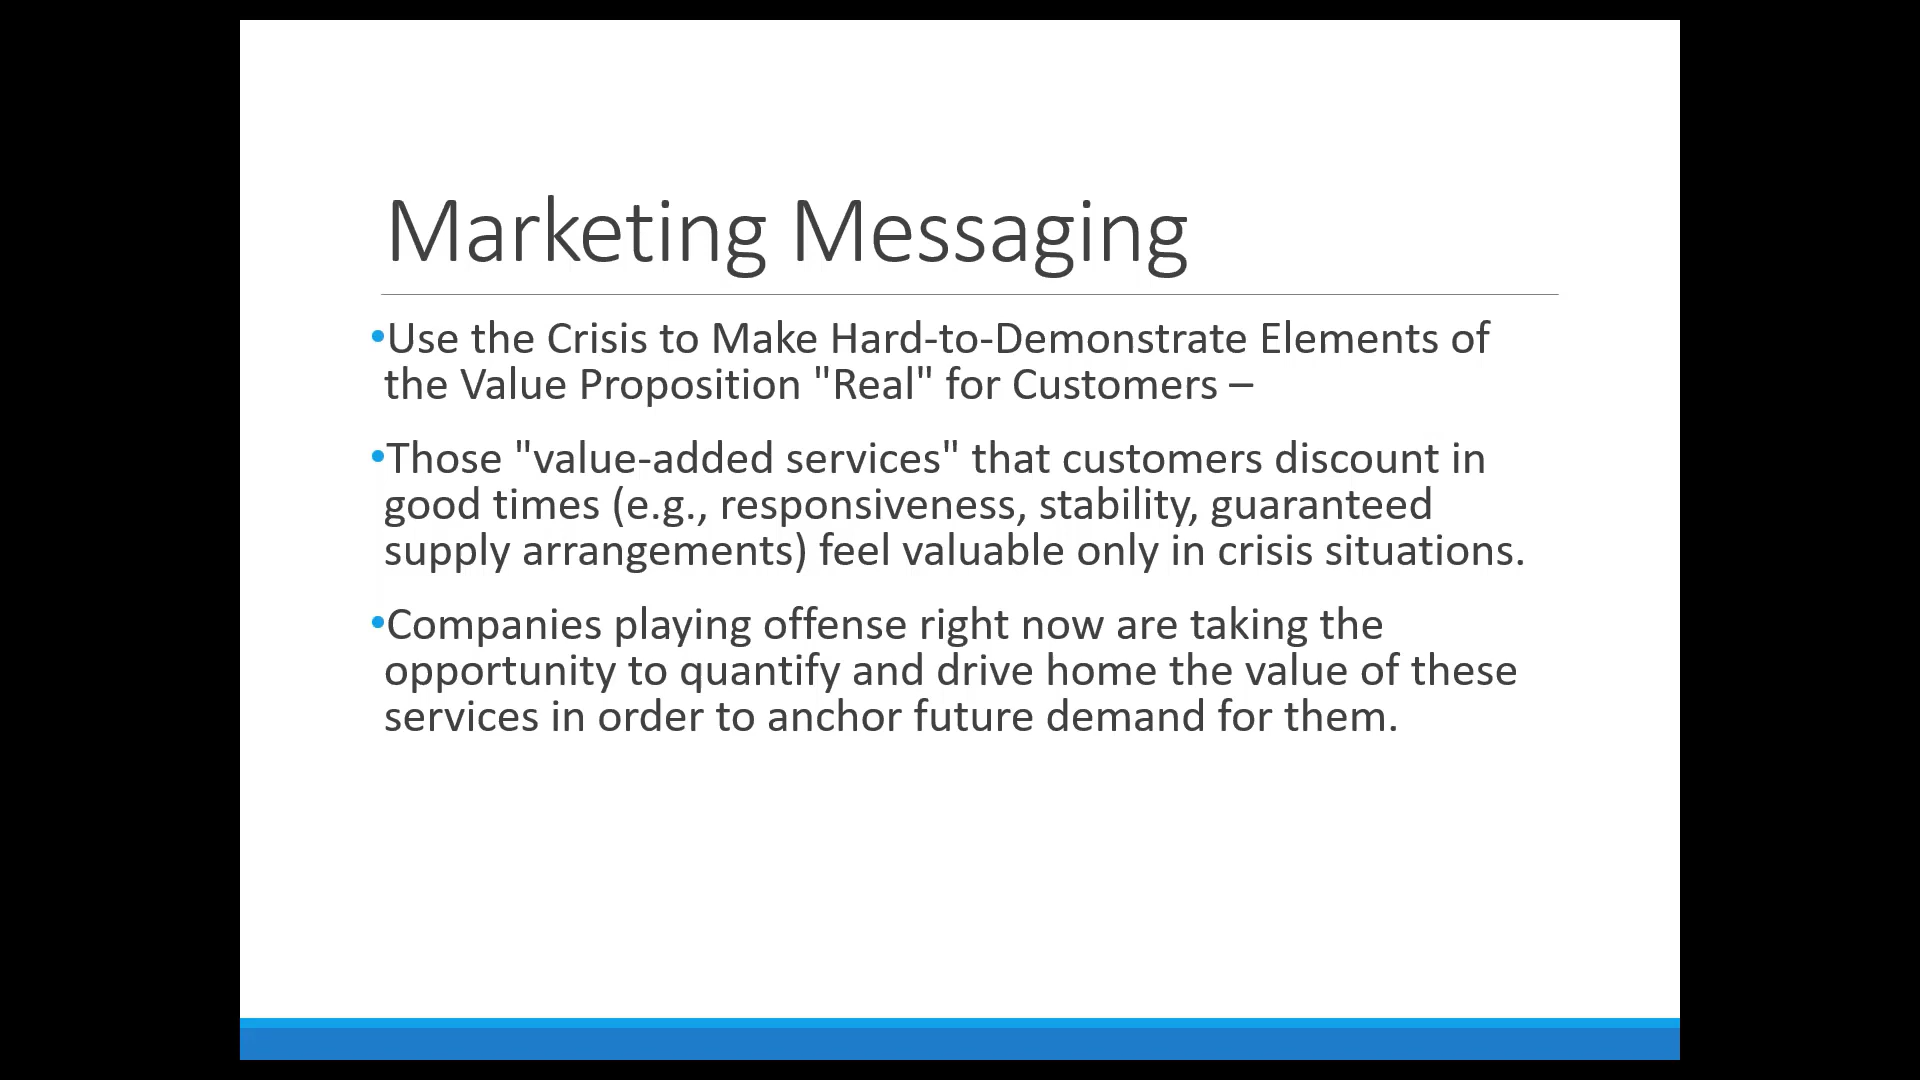 Marketing Messaging
•Use the Crisis to Make Hard-to-Demonstrate Elements of
the Value Proposition "Real" for Customers –
•Those "value-added services" that customers discount in
good times (e.g., responsiveness, stability, guaranteed
supply arrangements) feel valuable only in crisis situations.
•Companies playing offense right now are taking the
opportunity to quantify and drive home the value of these
services in order to anchor future demand for them.